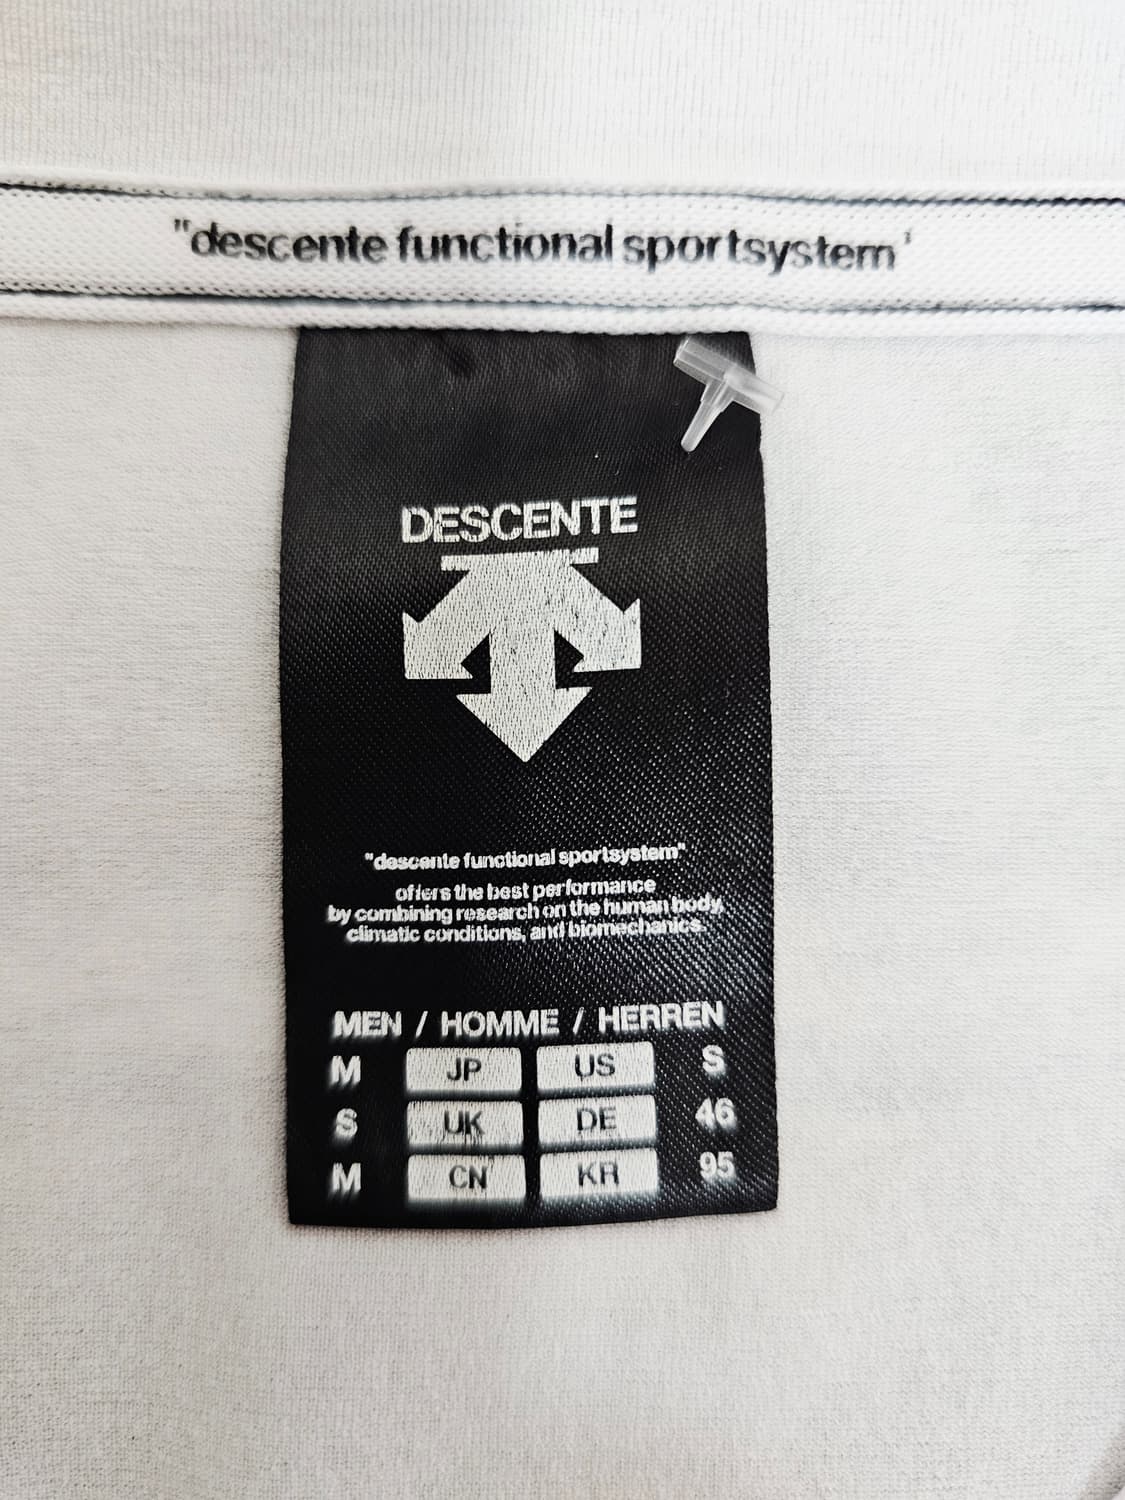 "descente functional sportsystem"
DESCENTE
"descente functional sportsystem"
offers the best performance
by combining research on the human body,
climatic conditions, and biomechanics.
MEN / HOMME / HERREN
M JP US S
S UK DE 46
M CN KR 95